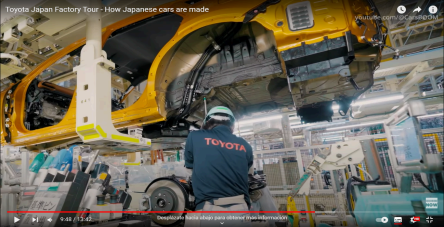 Toyota Japan Factory Tour - How Japanese cars are made
youtube.com/@CarsBOOM
TOYOTA
9:48 / 13:42
Desplázate hacia abajo para obtener más información